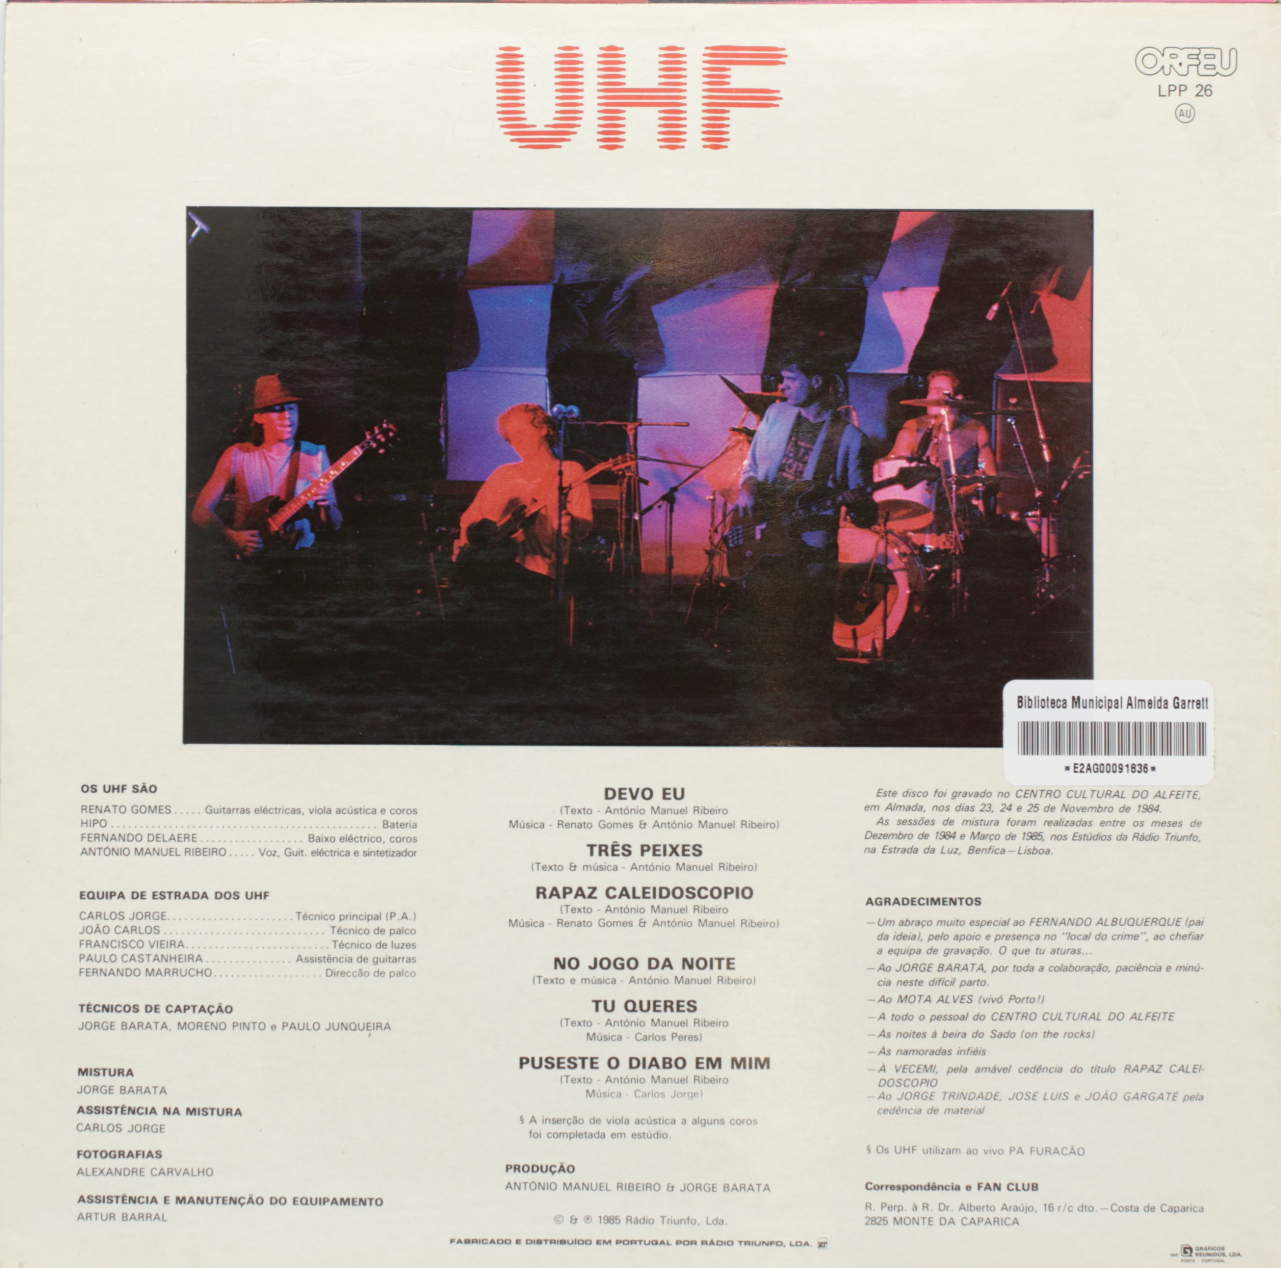 UHF
ORFEU
LPP 26
AU
Biblioteca Municipal Almeida Garrett
*E2AG00091836*
OS UHF SÃO
RENATO GOMES..... Guitarras eléctricas, viola acústica e coros
HIPO.......................................... Bateria
FERNANDO DELAERE................... Baixo eléctrico, coros
ANTÓNIO MANUEL RIBEIRO..... Voz, Guit. eléctrica e sintetizador
EQUIPA DE ESTRADA DOS UHF
CARLOS JORGE.................. Técnico principal (P.A.)
JOÃO CARLOS........................ Técnico de palco
FRANCISCO VIEIRA..................... Técnico de luzes
PAULO CASTANHEIRA............. Assistência de guitarras
FERNANDO MARRUCHO................ Direcção de palco
TÉCNICOS DE CAPTAÇÃO
JORGE BARATA, MORENO PINTO e PAULO JUNQUEIRA
MISTURA
JORGE BARATA
ASSISTÊNCIA NA MISTURA
CARLOS JORGE
FOTOGRAFIAS
ALEXANDRE CARVALHO
ASSISTÊNCIA E MANUTENÇÃO DO EQUIPAMENTO
ARTUR BARRAL
DEVO EU
(Texto - António Manuel Ribeiro
Música - Renato Gomes & António Manuel Ribeiro)
TRÊS PEIXES
(Texto & música - António Manuel Ribeiro)
RAPAZ CALEIDOSCOPIO
(Texto - António Manuel Ribeiro
Música - Renato Gomes & António Manuel Ribeiro)
NO JOGO DA NOITE
(Texto e música - António Manuel Ribeiro)
TU QUERES
(Texto - António Manuel Ribeiro
Música - Carlos Peres)
PUSESTE O DIABO EM MIM
(Texto - António Manuel Ribeiro
Música - Carlos Jorge)
§ A inserção de viola acústica a alguns coros
foi completada em estúdio.
PRODUÇÃO
ANTÓNIO MANUEL RIBEIRO & JORGE BARATA
© & ℗ 1985 Rádio Triunfo, Lda.
FABRICADO E DISTRIBUÍDO EM PORTUGAL POR RÁDIO TRIUNFO, LDA.
Este disco foi gravado no CENTRO CULTURAL DO ALFEITE,
em Almada, nos dias 23, 24 e 25 de Novembro de 1984.
As sessões de mistura foram realizadas entre os meses de
Dezembro de 1984 e Março de 1985, nos Estúdios da Rádio Triunfo,
na Estrada da Luz, Benfica—Lisboa.
AGRADECIMENTOS
—Um abraço muito especial ao FERNANDO ALBUQUERQUE (pai
da ideia), pelo apoio e presença no "local do crime", ao chefiar
a equipa de gravação. O que tu aturas...
—Ao JORGE BARATA, por toda a colaboração, paciência e minú-
cia neste difícil parto.
—Ao MOTA ALVES (vivó Porto!)
—A todo o pessoal do CENTRO CULTURAL DO ALFEITE
—Às noites à beira do Sado (on the rocks)
—Às namoradas infiéis
—À VECEMI, pela amável cedência do título RAPAZ CALEI-
DOSCOPIO
—Ao JORGE TRINDADE, JOSÉ LUIS e JOÃO GARGATÉ pela
cedência de material
§ Os UHF utilizam ao vivo PA FURACÃO
Correspondência e FAN CLUB
R. Perp. à R. Dr. Alberto Araújo, 16 r/c dto.—Costa de Caparica
2825 MONTE DA CAPARICA
GRÁFICOS
REUNIDOS, LDA.
PORTO - PORTUGAL